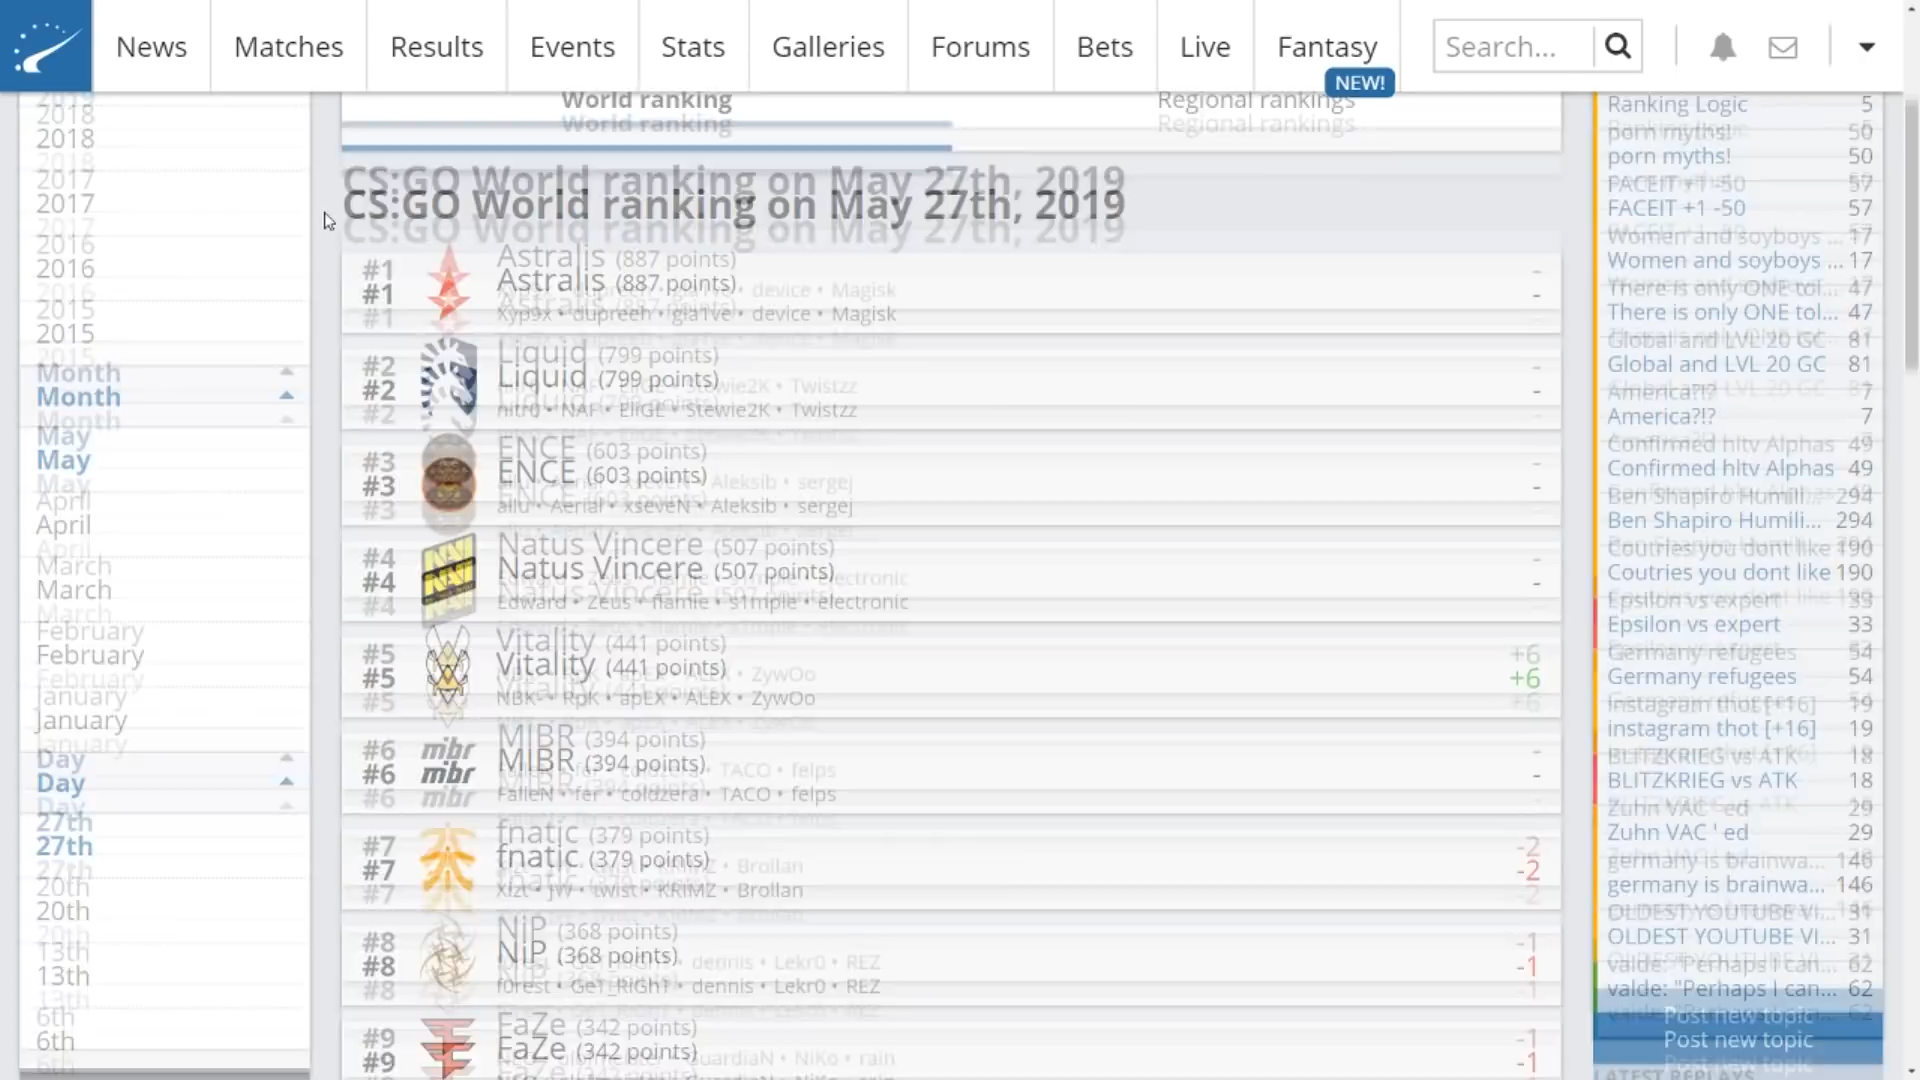 News
Matches
Results
Events
Stats
Galleries
Forums
Bets
Live
Fantasy
NEW!
Search...
2018
2017
2016
2015
Month
May
April
March
February
January
Day
27th
20th
13th
6th
World ranking
Regional rankings
CS:GO World ranking on May 27th, 2019
#1
Astralis (887 points)
-
Xyp9x • dupreeh • gla1ve • device • Magisk
#2
Liquid (799 points)
-
nitr0 • NAF • EliGE • Stewie2K • Twistzz
#3
ENCE (603 points)
-
allu • Aerial • xseveN • Aleksib • sergej
#4
Natus Vincere (507 points)
-
Edward • Zeus • flamie • s1mple • electronic
#5
Vitality (441 points)
+6
NBK- • RpK • apEX • ALEX • ZywOo
#6
mibr
MIBR (394 points)
-
FalleN • fer • coldzera • TACO • felps
#7
fnatic (379 points)
-2
Xizt • JW • twist • KRIMZ • Brollan
#8
NiP (368 points)
-1
f0rest • GeT_RiGhT • dennis • Lekr0 • REZ
#9
FaZe (342 points)
-1
GuardiaN • NiKo • rain
Ranking Logic 5
porn myths! 50
FACEIT +1 -50 57
Women and soyboys ... 17
There is only ONE tol... 47
Global and LVL 20 GC 81
America?!? 7
Confirmed hltv Alphas 49
Ben Shapiro Humili... 294
Coutries you dont like 190
Epsilon vs expert 33
Germany refugees 54
instagram thot [+16] 19
BLITZKRIEG vs ATK 18
Zuhn VAC ' ed 29
germany is brainwa... 146
OLDEST YOUTUBE VI... 31
valde: "Perhaps I can... 62
Post new topic
LATEST REPLAYS